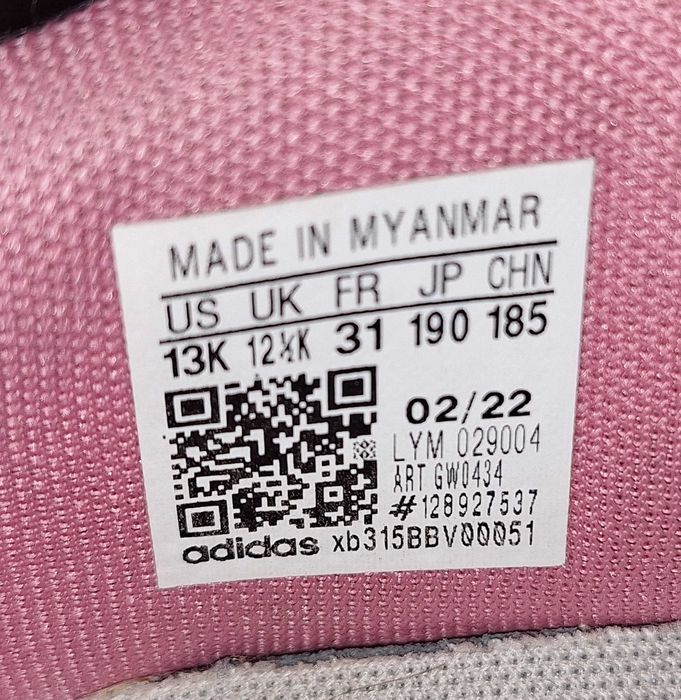 MADE IN MYANMAR
US UK FR JP CHN
13K 12½K 31 190 185
02/22
LYM 029004
ART GW0434
#128927537
adidas xb315BBV00051